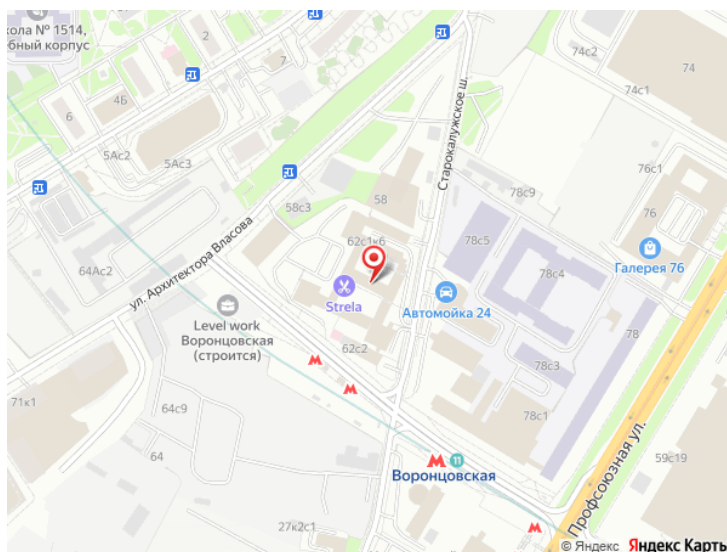 кола № 1514,
ебный корпус
2
7
4Б
6
5Ас2
5Ас3
74с2
74
74с1
Старокалужское ш.
76с1
78с9
58
58с3
76
62с1к6
78с5
78с4
Галерея 76
64Ас2
ул. Архитектора Власова
Strela
Автомойка 24
Level work
Воронцовская
(строится)
78
62с2
78с3
71к1
64с9
78с1
64
Воронцовская
11
Профсоюзная ул.
59с19
27к2с1
© Яндекс Яндекс Карты